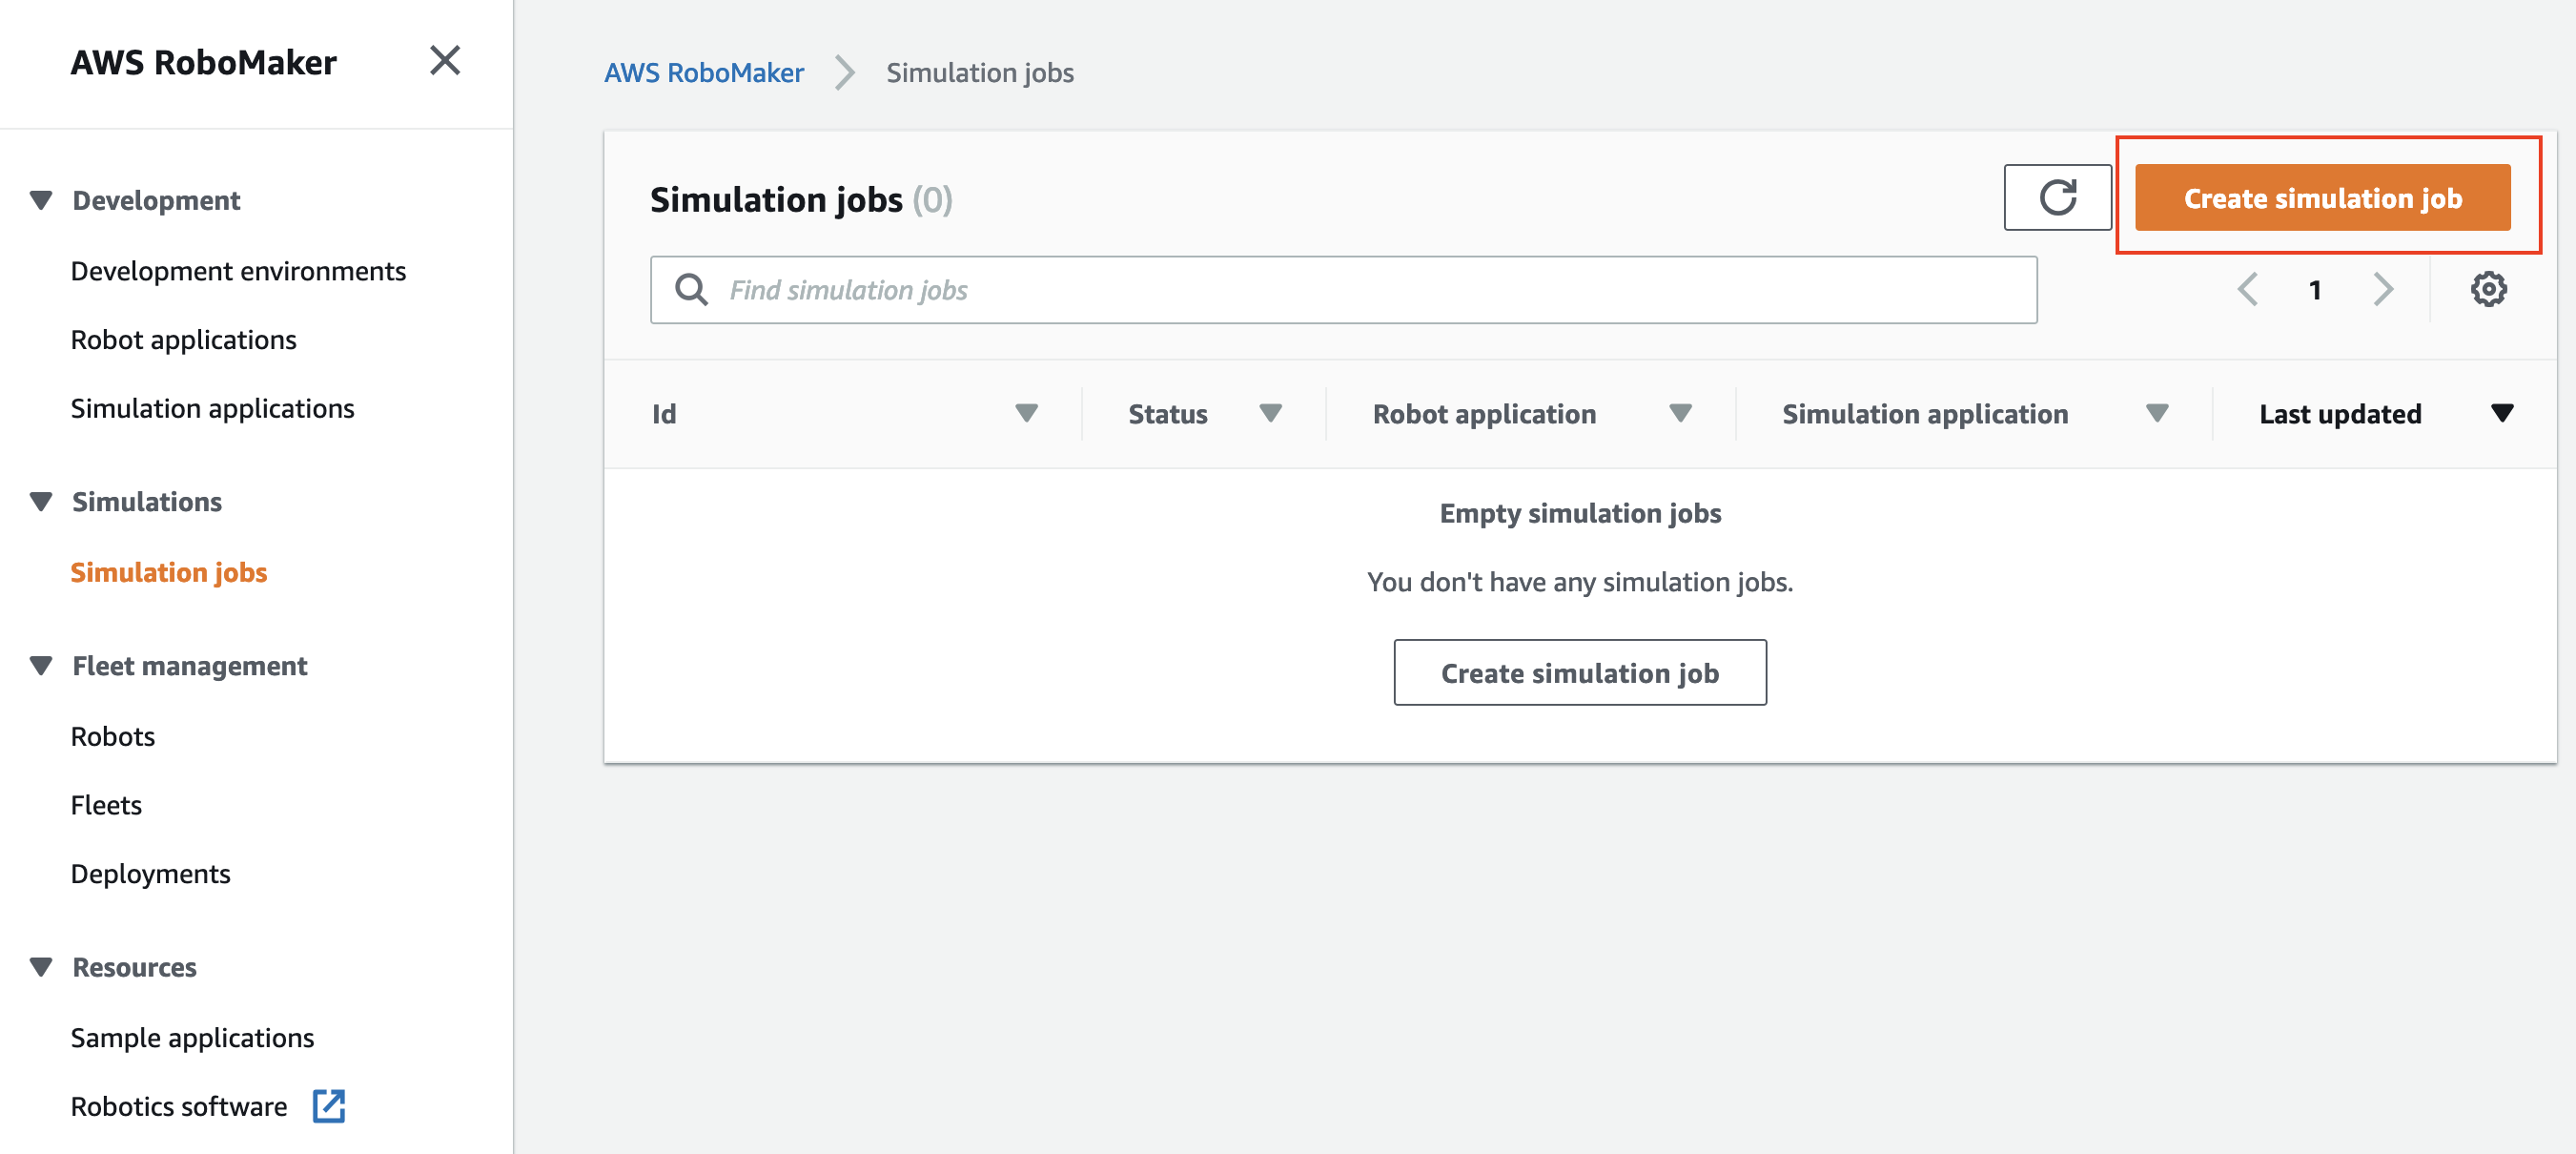 AWS RoboMaker
Development
Development environments
Robot applications
Simulation applications
Simulations
Simulation jobs
Fleet management
Robots
Fleets
Deployments
Resources
Sample applications
Robotics software
AWS RoboMaker Simulation jobs
Simulation jobs (0)
Create simulation job
Find simulation jobs
1
Id Status Robot application Simulation application Last updated
Empty simulation jobs
You don't have any simulation jobs.
Create simulation job